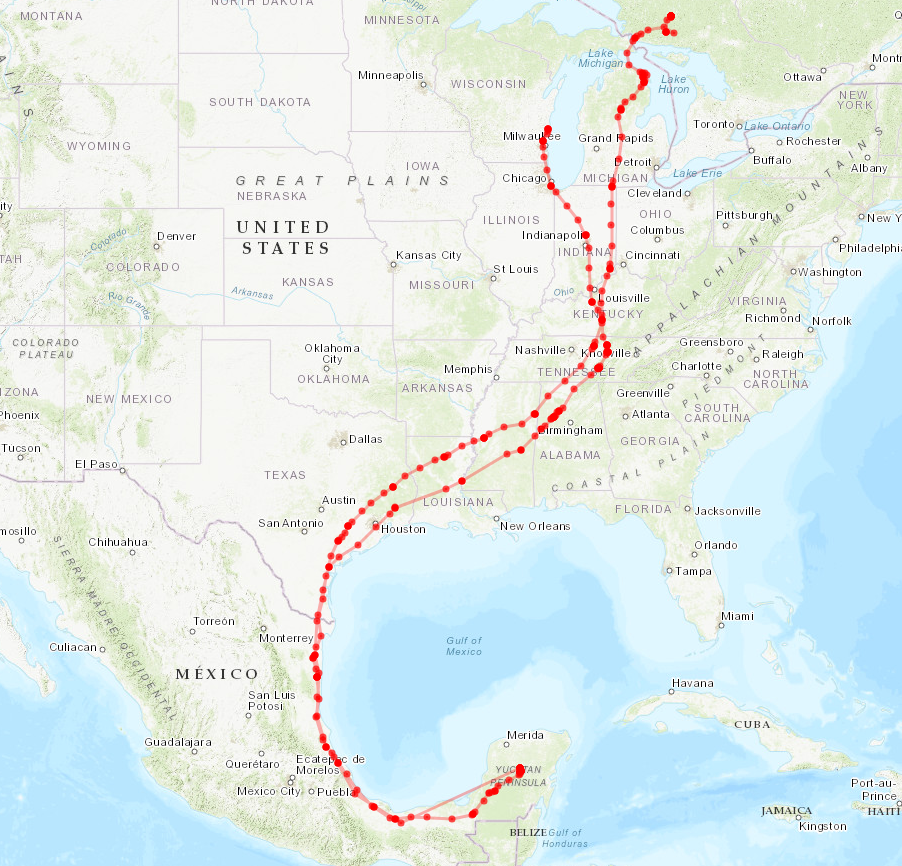 NORTH DAKOTA
MONTANA
MINNESOTA
Lake
Michigan
Minneapolis
WISCONSIN
Lake
Huron
Ottawa
NEW
YORK
SOUTH DAKOTA
Toronto
Lake Ontario
Milwaukee
Grand Rapids
Rochester
WYOMING
Buffalo
Detroit
Lake Erie
Albany
IOWA
GREAT PLAINS
Chicago
MICHIGAN
Cleveland
NEBRASKA
UNITED
STATES
ILLINOIS
OHIO
Pittsburgh
Columbus
Denver
Indianapolis
INDIANA
APPALACHIAN MOUNTAINS
Colorado
COLORADO
Kansas City
St Louis
Cincinnati
Washington
KANSAS
MISSOURI
Arkansas
Ohio
Louisville
KENTUCKY
VIRGINIA
Richmond
Norfolk
Rio Grande
COLORADO
PLATEAU
Oklahoma
City
OKLAHOMA
Nashville
Knoxville
Greensboro
Raleigh
PIEDMONT
Memphis
TENNESSEE
Charlotte
NORTH
CAROLINA
ARKANSAS
Greenville
NEW MEXICO
Phoenix
SOUTH
CAROLINA
Atlanta
Birmingham
Dallas
GEORGIA
Tucson
ALABAMA
COASTAL PLAIN
El Paso
TEXAS
Austin
LOUISIANA
FLORIDA
Jacksonville
San Antonio
Houston
New Orleans
Chihuahua
Orlando
Tampa
SIERRA MADRE OCCIDENTAL
Torreón
Miami
Monterrey
Culiacan
Gulf of
Mexico
MÉXICO
San Luis
Potosi
Havana
CUBA
Guadalajara
Merida
Querétaro
Ecatepec de
Morelos
YUCATAN
PENINSULA
Mexico City
Puebla
Port-au-
Prince
JAMAICA
HAITI
Kingston
BELIZE
Gulf of
Honduras